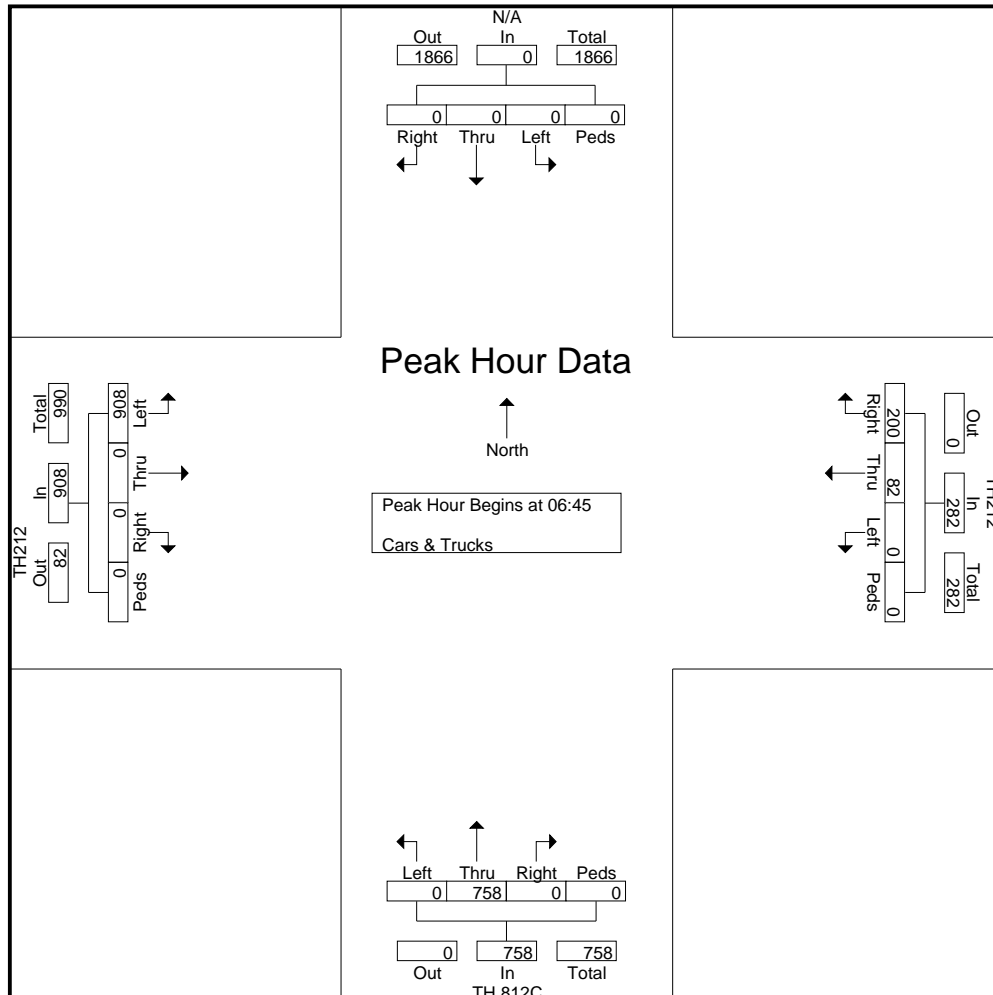 N/A
Out In Total
1866 0 1866
0 0 0 0
Right Thru Left Peds
Peak Hour Data
North
Peak Hour Begins at 06:45
Cars & Trucks
TH212
Out In Total
82 908 990
908 0 0 0
Left Thru Right Peds
TH212
Out In Total
0 282 282
200 82 0 0
Right Thru Left Peds
Left Thru Right Peds
0 758 0 0
0 758 758
Out In Total
TH 812C